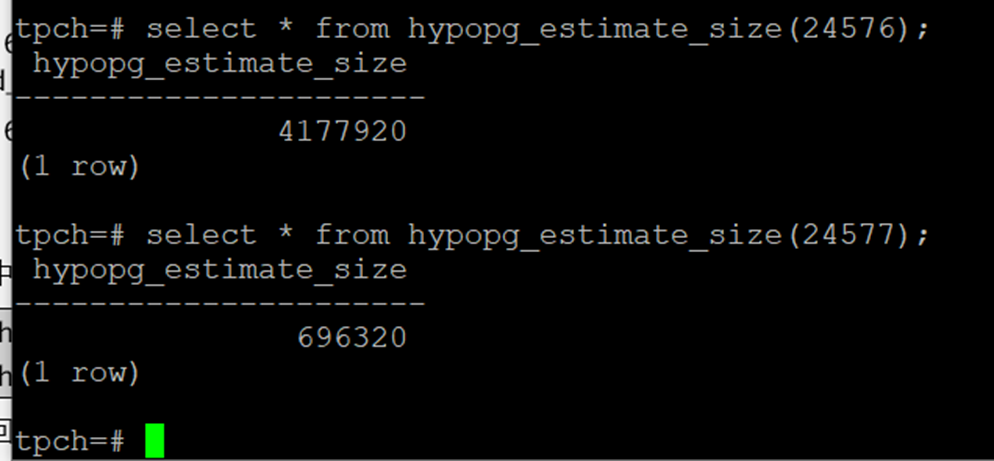 tpch=# select * from hypopg_estimate_size(24576);
 hypopg_estimate_size
----------------------
              4177920
(1 row)
tpch=# select * from hypopg_estimate_size(24577);
 hypopg_estimate_size
----------------------
               696320
(1 row)
tpch=#